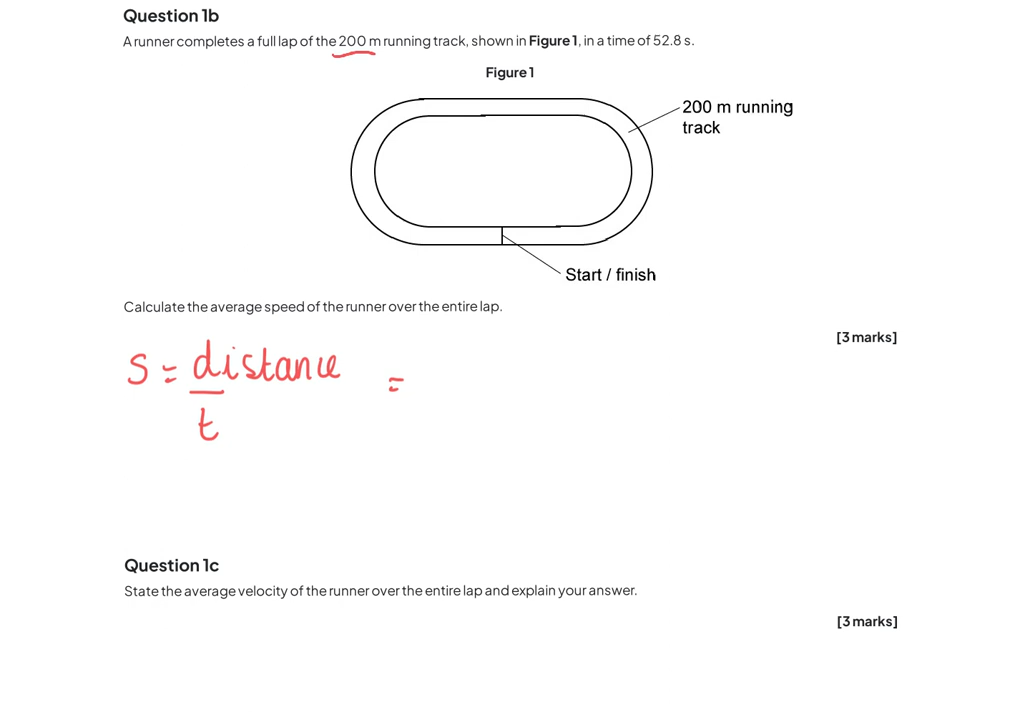 Question 1b
A runner completes a full lap of the 200 m running track, shown in Figure 1, in a time of 52.8 s.
Figure 1
200 m running
track
Start / finish
Calculate the average speed of the runner over the entire lap.
[3 marks]
S = distance =
t
Question 1c
State the average velocity of the runner over the entire lap and explain your answer.
[3 marks]